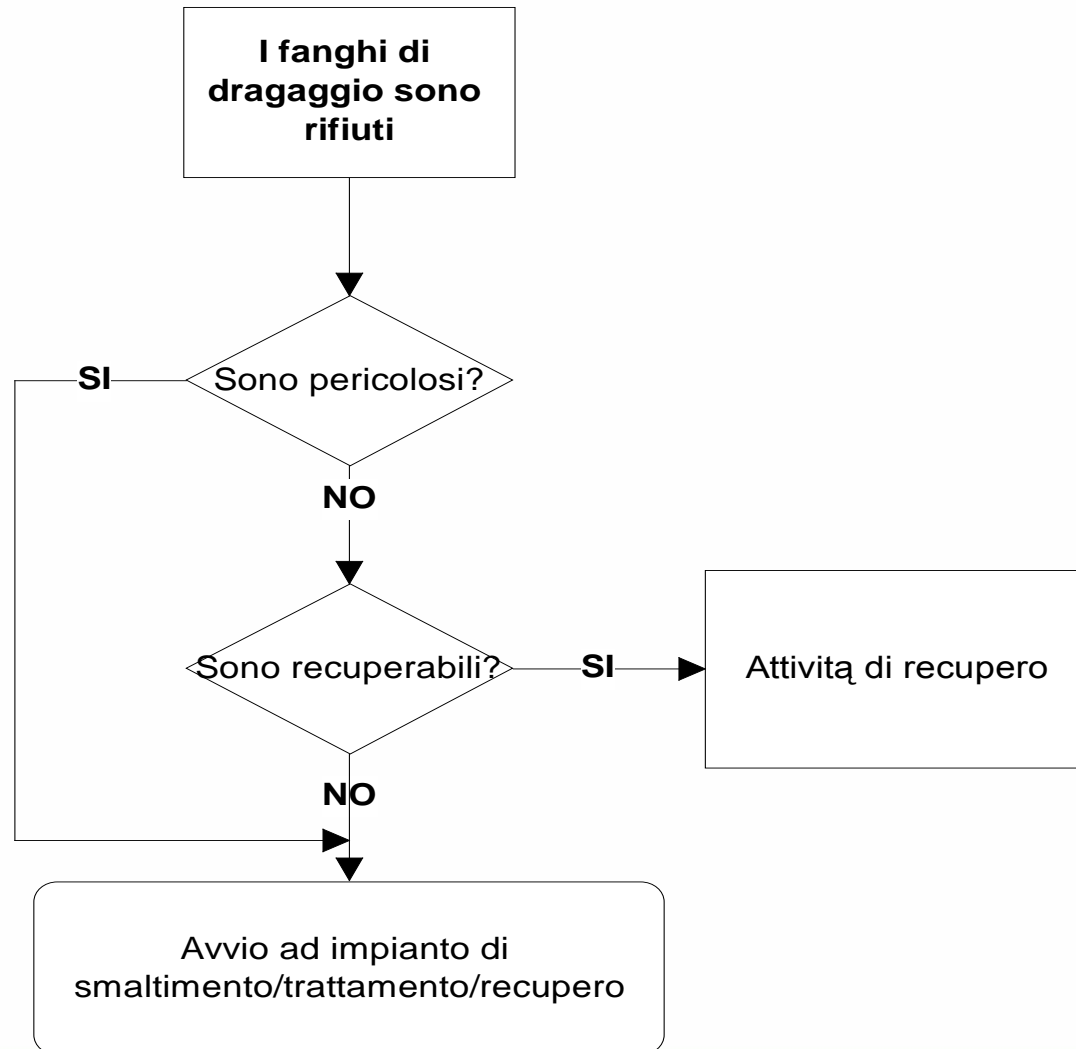 I fanghi di
dragaggio sono
rifiuti
Sono pericolosi?
SI
NO
Sono recuperabili?
SI
Attivitą di recupero
NO
Avvio ad impianto di
smaltimento/trattamento/recupero